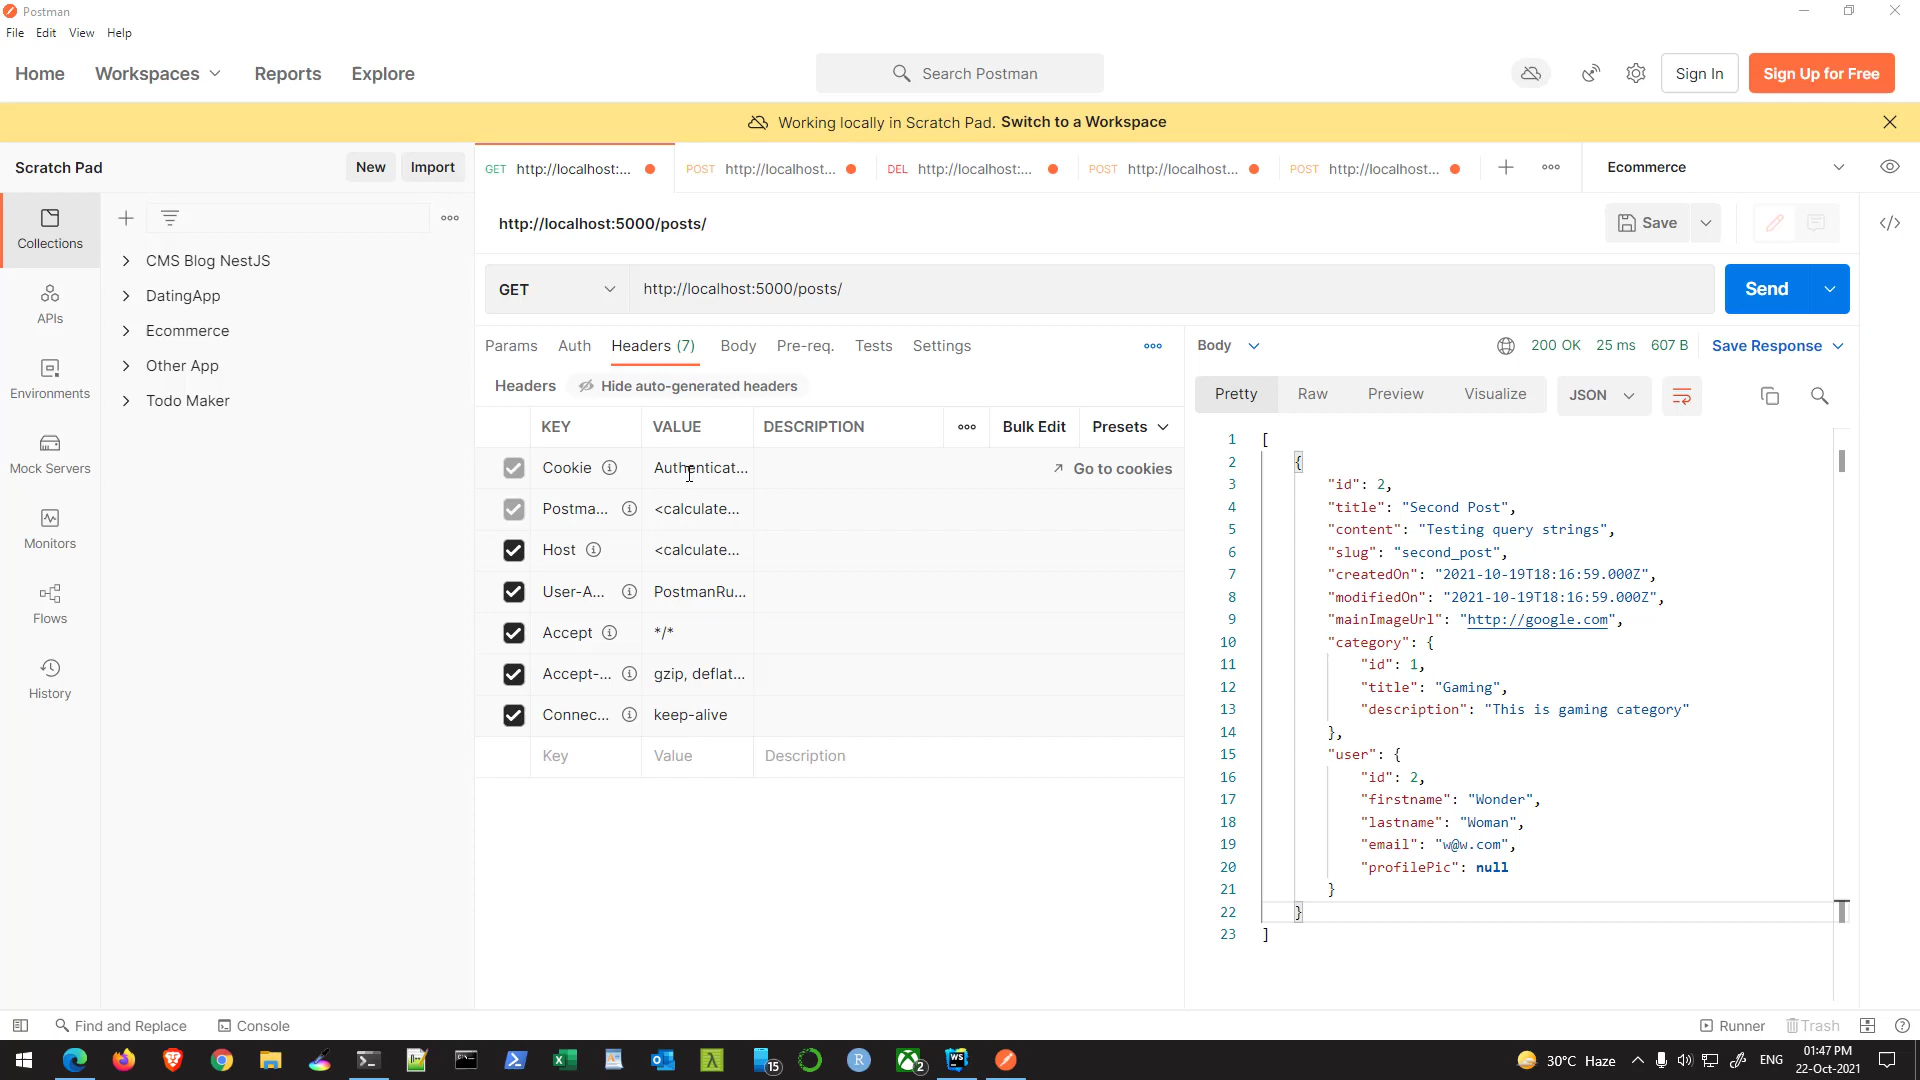 Postman
File Edit View Help
Home Workspaces Reports Explore
Search Postman
Sign In
Sign Up for Free
Working locally in Scratch Pad. Switch to a Workspace
Scratch Pad
New
Import
GET http://localhost:...
POST http://localhost...
DEL http://localhost:...
POST http://localhost...
POST http://localhost...
Ecommerce
Collections
APIs
Environments
Mock Servers
Monitors
Flows
History
CMS Blog NestJS
DatingApp
Ecommerce
Other App
Todo Maker
http://localhost:5000/posts/
Save
GET http://localhost:5000/posts/
Send
Params Auth Headers (7) Body Pre-req. Tests Settings
Headers Hide auto-generated headers
KEY VALUE DESCRIPTION Bulk Edit Presets
Cookie Authenticat... Go to cookies
Postma... <calculate...
Host <calculate...
User-A... PostmanRu...
Accept */*
Accept-... gzip, deflat...
Connec... keep-alive
Key Value Description
Body 200 OK 25 ms 607 B Save Response
Pretty Raw Preview Visualize JSON
1 [
2 {
3 "id": 2,
4 "title": "Second Post",
5 "content": "Testing query strings",
6 "slug": "second_post",
7 "createdOn": "2021-10-19T18:16:59.000Z",
8 "modifiedOn": "2021-10-19T18:16:59.000Z",
9 "mainImageUrl": "http://google.com",
10 "category": {
11 "id": 1,
12 "title": "Gaming",
13 "description": "This is gaming category"
14 },
15 "user": {
16 "id": 2,
17 "firstname": "Wonder",
18 "lastname": "Woman",
19 "email": "w@w.com",
20 "profilePic": null
21 }
22 }
23 ]
Find and Replace Console
Runner Trash
15
R
2
WS
30°C Haze
ENG
01:47 PM
22-Oct-2021